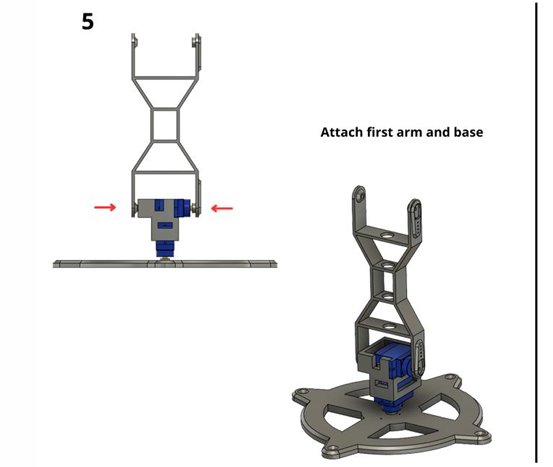 5
Attach first arm and base